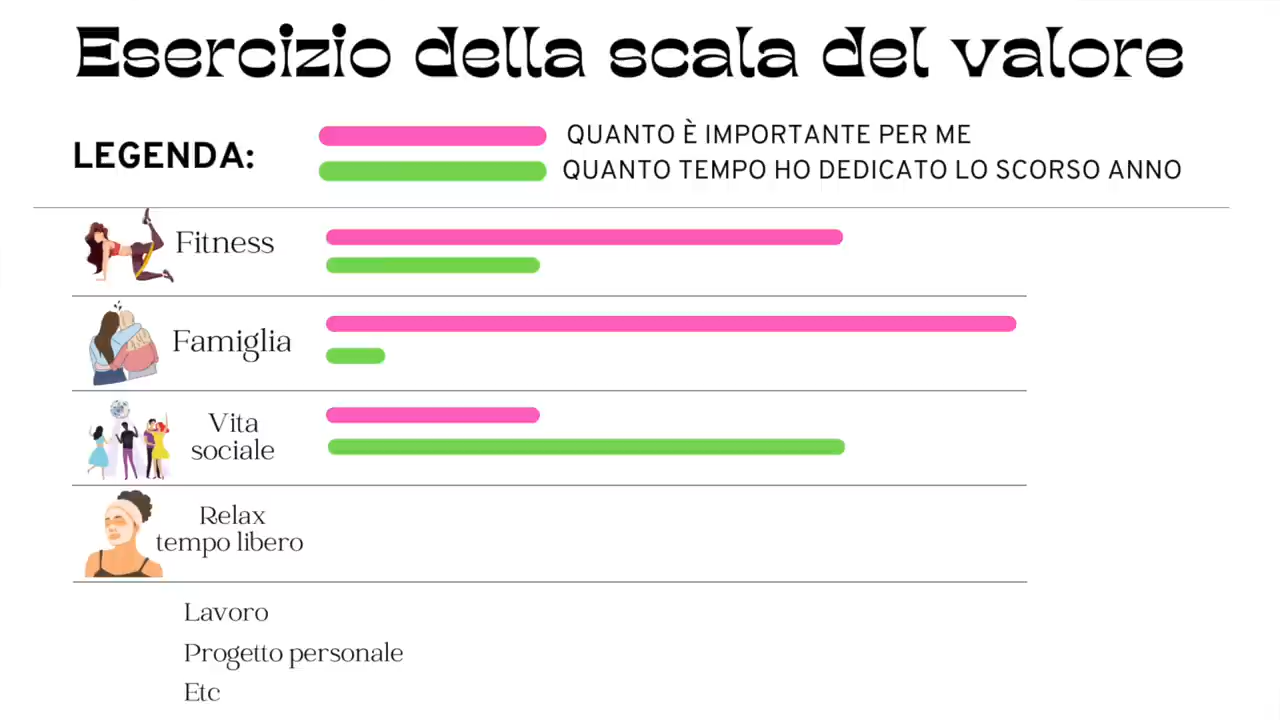 Esercizio della scala del valore
LEGENDA:
QUANTO È IMPORTANTE PER ME
QUANTO TEMPO HO DEDICATO LO SCORSO ANNO
Fitness
Famiglia
Vita
sociale
Relax
tempo libero
Lavoro
Progetto personale
Etc